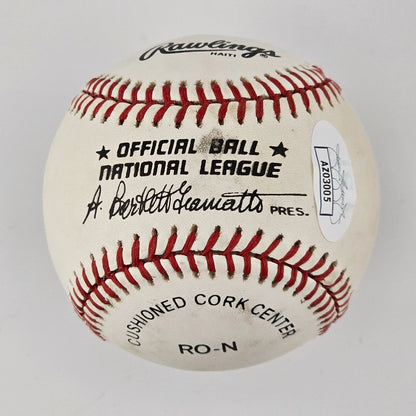 Rawlings
HAITI
★ OFFICIAL BALL ★
NATIONAL LEAGUE
A. Bartlett Giamatti PRES.
CUSHIONED CORK CENTER
RO-N
AZ03005